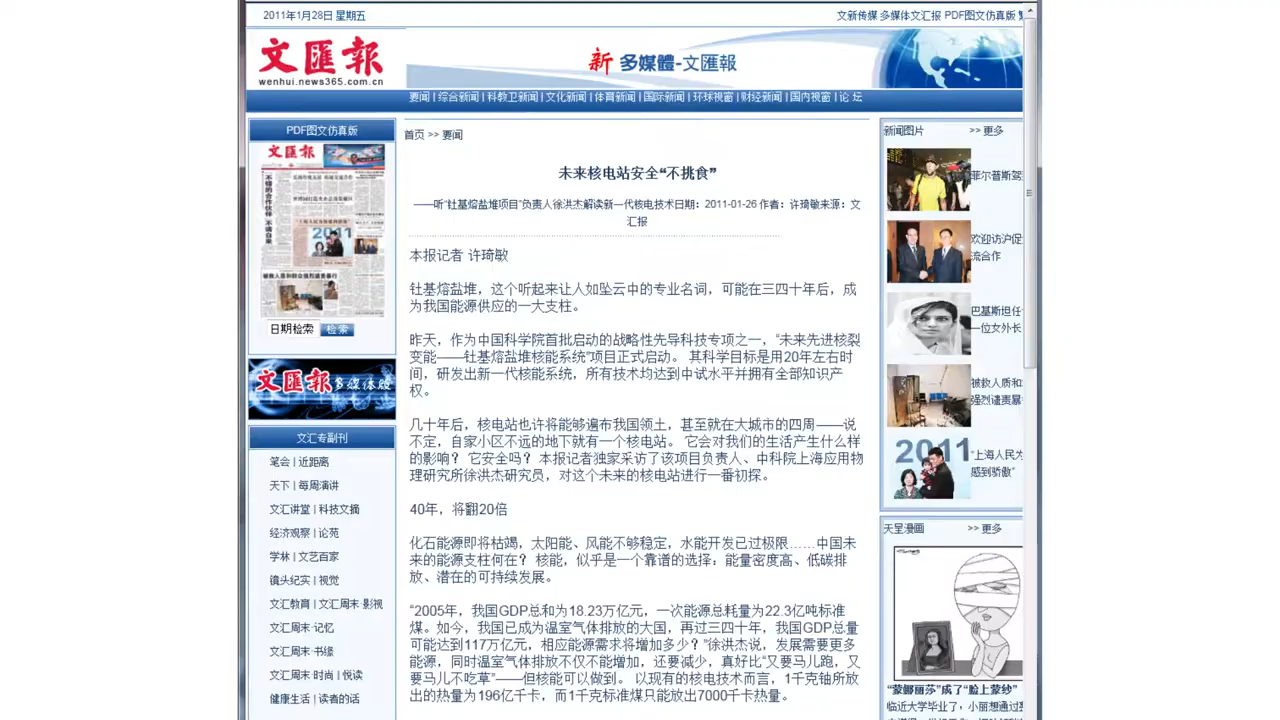 2011年1月28日 星期五
文新传媒 多媒体文汇报 PDF图文仿真版
文匯報
wenhui.news365.com.cn
新 多媒體-文匯報
要闻 | 综合新闻 | 科教卫新闻 | 文化新闻 | 体育新闻 | 国际新闻 | 环球视窗 | 财经新闻 | 国内视窗 | 论 坛
PDF图文仿真版
文匯報
2011
日期检索 检 索
文匯報多媒体版
文汇专副刊
笔会 | 近距离
天下 | 每周演讲
文汇讲堂 | 科技文摘
经济观察 | 论苑
学林 | 文艺百家
镜头纪实 | 视觉
文汇教育 | 文汇周末·影视
文汇周末·记忆
文汇周末·书缘
文汇周末·时尚 | 悦读
健康生活 | 读者的话
首页 >> 要闻
未来核电站安全“不挑食”
——听“钍基熔盐堆项目”负责人徐洪杰解读新一代核电技术日期：2011-01-26 作者：许琦敏来源：文
汇报
本报记者 许琦敏
钍基熔盐堆，这个听起来让人如坠云中的专业名词，可能在三四十年后，成
为我国能源供应的一大支柱。
昨天，作为中国科学院首批启动的战略性先导科技专项之一，“未来先进核裂
变能——钍基熔盐堆核能系统”项目正式启动。 其科学目标是用20年左右时
间，研发出新一代核能系统，所有技术均达到中试水平并拥有全部知识产
权。
几十年后，核电站也许将能够遍布我国领土，甚至就在大城市的四周——说
不定，自家小区不远的地下就有一个核电站。 它会对我们的生活产生什么样
的影响？ 它安全吗？ 本报记者独家采访了该项目负责人、中科院上海应用物
理研究所徐洪杰研究员，对这个未来的核电站进行一番初探。
40年，将翻20倍
化石能源即将枯竭，太阳能、风能不够稳定，水能开发已过极限……中国未
来的能源支柱何在？ 核能，似乎是一个靠谱的选择：能量密度高、低碳排
放、潜在的可持续发展。
“2005年，我国GDP总和为18.23万亿元，一次能源总耗量为22.3亿吨标准
煤。如今，我国已成为温室气体排放的大国，再过三四十年，我国GDP总量
可能达到117万亿元，相应能源需求将增加多少？”徐洪杰说，发展需要更多
能源，同时温室气体排放不仅不能增加，还要减少，真好比“又要马儿跑，又
要马儿不吃草”——但核能可以做到。 以现有的核电技术而言，1千克铀所放
出的热量为196亿千卡，而1千克标准煤只能放出7000千卡热量。
新闻图片 >> 更多
菲尔普斯驾
欢迎访沪促
流合作
巴基斯坦任
一位女外长
被救人质和
强烈谴责暴
2011
“上海人民为
感到骄傲”
天呈漫画 >> 更多
“蒙娜丽莎”成了“脸上蒙纱”
临近大学毕业了，小丽想通过整